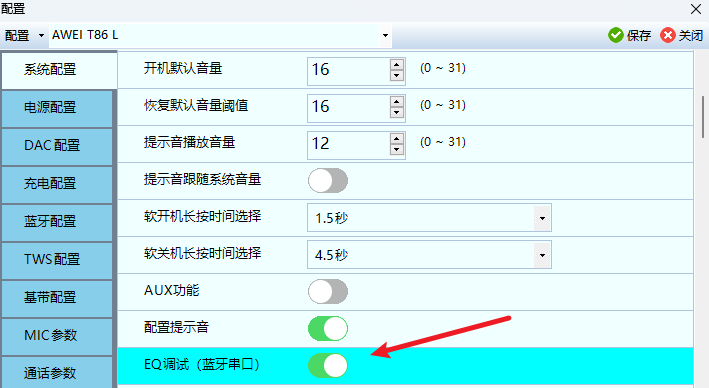 配置
配置 AWEI T86 L 保存 关闭
系统配置
电源配置
DAC 配置
充电配置
蓝牙配置
TWS 配置
基带配置
MIC 参数
通话参数
开机默认音量 16 (0 ~ 31)
恢复默认音量阈值 16 (0 ~ 31)
提示音播放音量 12 (0 ~ 31)
提示音跟随系统音量
软开机长按时间选择 1.5秒
软关机长按时间选择 4.5秒
AUX功能
配置提示音
EQ调试（蓝牙串口）